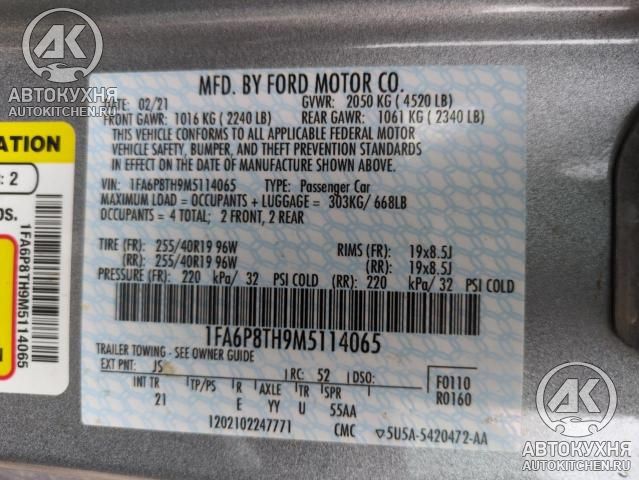 AK
АВТОКУХНЯ
AUTOKITCHEN.RU
MFD. BY FORD MOTOR CO.
DATE: 02/21 GVWR: 2050 KG ( 4520 LB)
FRONT GAWR: 1016 KG ( 2240 LB) REAR GAWR: 1061 KG ( 2340 LB)
THIS VEHICLE CONFORMS TO ALL APPLICABLE FEDERAL MOTOR
VEHICLE SAFETY, BUMPER, AND THEFT PREVENTION STANDARDS
IN EFFECT ON THE DATE OF MANUFACTURE SHOWN ABOVE.
VIN: 1FA6P8TH9M5114065 TYPE: Passenger Car
MAXIMUM LOAD = OCCUPANTS + LUGGAGE = 303KG/ 668LB
OCCUPANTS = 4 TOTAL; 2 FRONT, 2 REAR
TIRE (FR): 255/40R19 96W RIMS (FR): 19x8.5J
(RR): 255/40R19 96W (RR): 19x8.5J
PRESSURE (FR): 220 kPa/ 32 PSI COLD (RR): 220 kPa/ 32 PSI COLD
1FA6P8TH9M5114065
TRAILER TOWING - SEE OWNER GUIDE
EXT PNT: JS RC: 52 DSO: F0110
INT TR TP/PS R AXLE TR SPR R0160
21 E YY U 55AA
1202102247771 CMC 5U5A-5420472-AA
ATION
: 2
OS.
1FA6P8TH9M5114065
AK
АВТОКУХНЯ
AUTOKITCHEN.RU